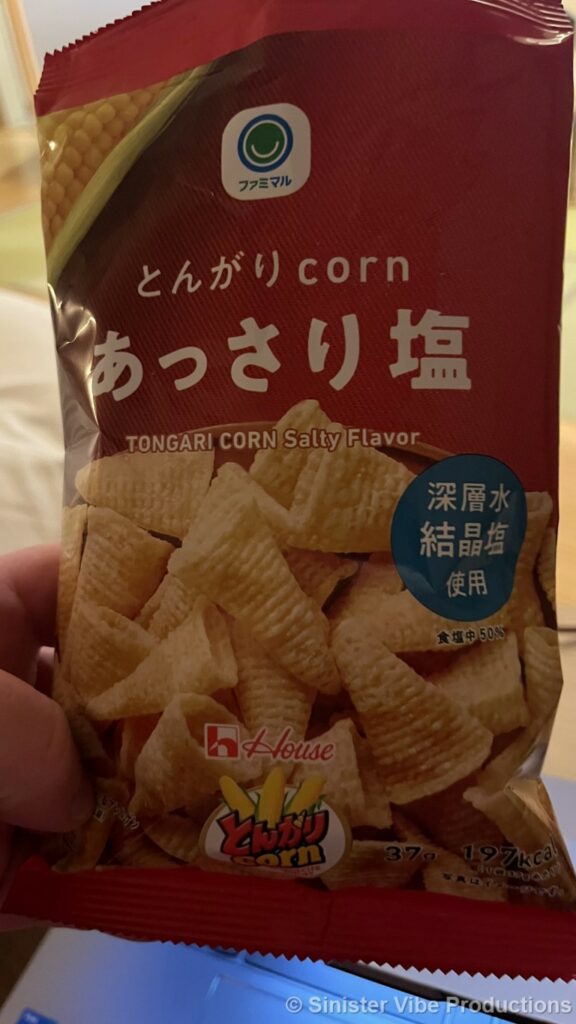 ファミマル
とんがりcorn
あっさり塩
TONGARI CORN Salty Flavor
深層水
結晶塩
使用
食塩中50%
House
とんがり
corn
37g 197kcal
© Sinister Vibe Productions